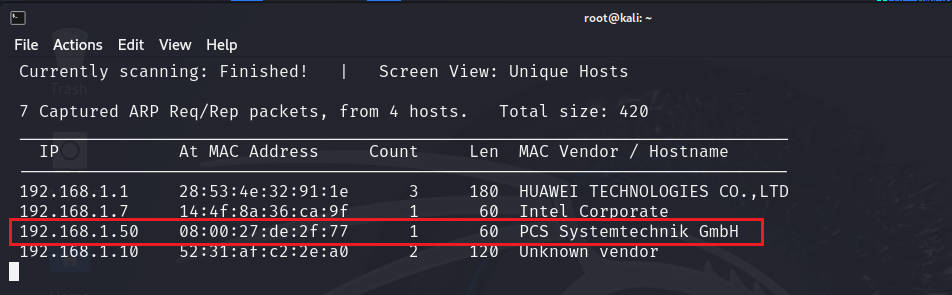 root@kali: ~
File Actions Edit View Help
Currently scanning: Finished! | Screen View: Unique Hosts
7 Captured ARP Req/Rep packets, from 4 hosts. Total size: 420
IP At MAC Address Count Len MAC Vendor / Hostname
192.168.1.1 28:53:4e:32:91:1e 3 180 HUAWEI TECHNOLOGIES CO.,LTD
192.168.1.7 14:4f:8a:36:ca:9f 1 60 Intel Corporate
192.168.1.50 08:00:27:de:2f:77 1 60 PCS Systemtechnik GmbH
192.168.1.10 52:31:af:c2:2e:a0 2 120 Unknown vendor